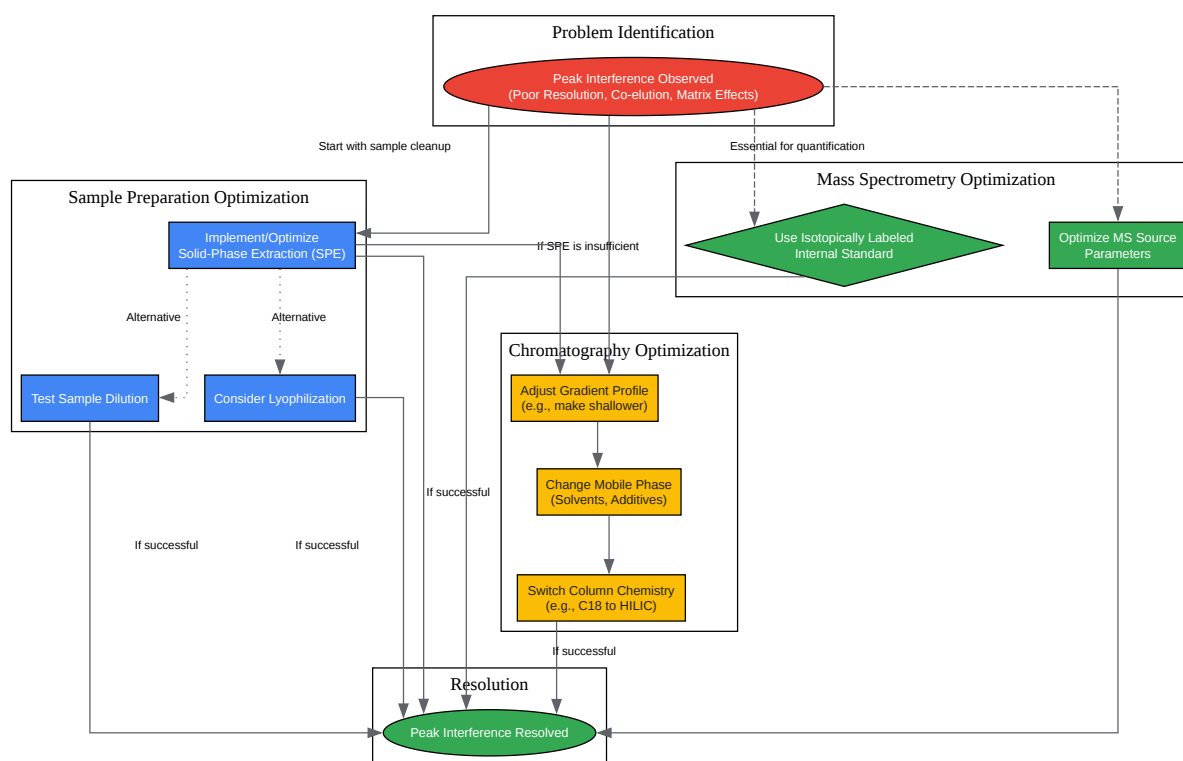 Problem Identification
Peak Interference Observed
(Poor Resolution, Co-elution, Matrix Effects)
Start with sample cleanup
Essential for quantification
Mass Spectrometry Optimization
Sample Preparation Optimization
Implement/Optimize
Solid-Phase Extraction (SPE)
If SPE is insufficient
Use Isotopically Labeled
Internal Standard
Optimize MS Source
Parameters
Alternative
Alternative
Chromatography Optimization
Test Sample Dilution
Consider Lyophilization
Adjust Gradient Profile
(e.g., make shallower)
Change Mobile Phase
(Solvents, Additives)
If successful
If successful
If successful
Switch Column Chemistry
(e.g., C18 to HILIC)
If successful
Resolution
Peak Interference Resolved